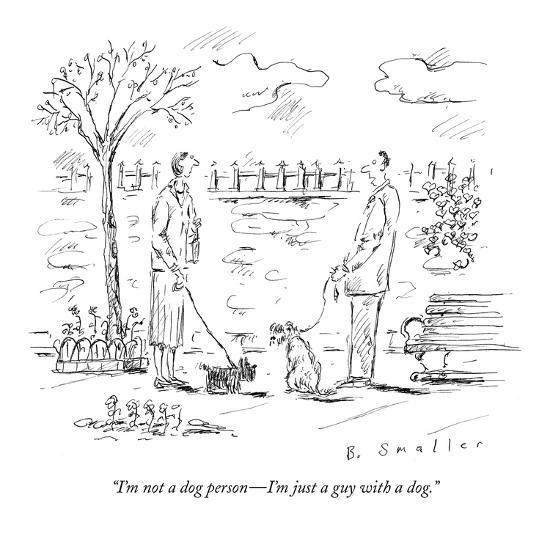 B. Smaller
“I'm not a dog person—I'm just a guy with a dog.”